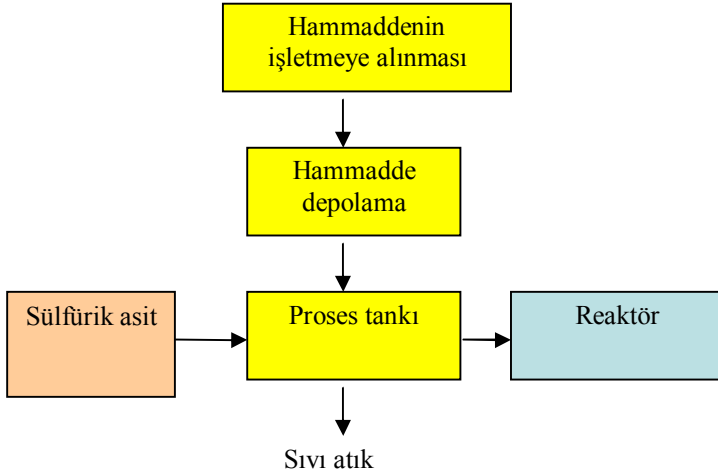 Hammaddenin
işletmeye alınması
Hammadde
depolama
Sülfürik asit
Proses tankı
Reaktör
Sıvı atık